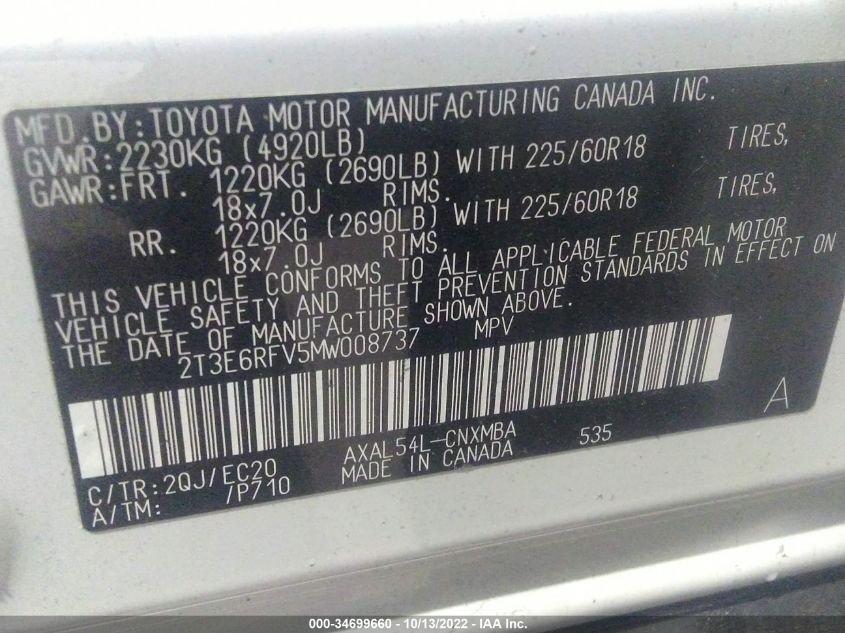 MFD.BY:TOYOTA MOTOR MANUFACTURING CANADA INC.
GVWR:2230KG (4920LB)
GAWR:FRT. 1220KG (2690LB) WITH 225/60R18 TIRES,
18x7.0J RIMS.
RR. 1220KG (2690LB) WITH 225/60R18 TIRES,
18x7.0J RIMS.
THIS VEHICLE CONFORMS TO ALL APPLICABLE FEDERAL MOTOR
VEHICLE SAFETY AND THEFT PREVENTION STANDARDS IN EFFECT ON
THE DATE OF MANUFACTURE SHOWN ABOVE.
2T3E6RFV5MW008737 MPV
A
AXAL54L-CNXMBA 535
C/TR:2QJ/EC20 MADE IN CANADA
A/TM: /P710
000-34699660 - 10/13/2022 - IAA Inc.